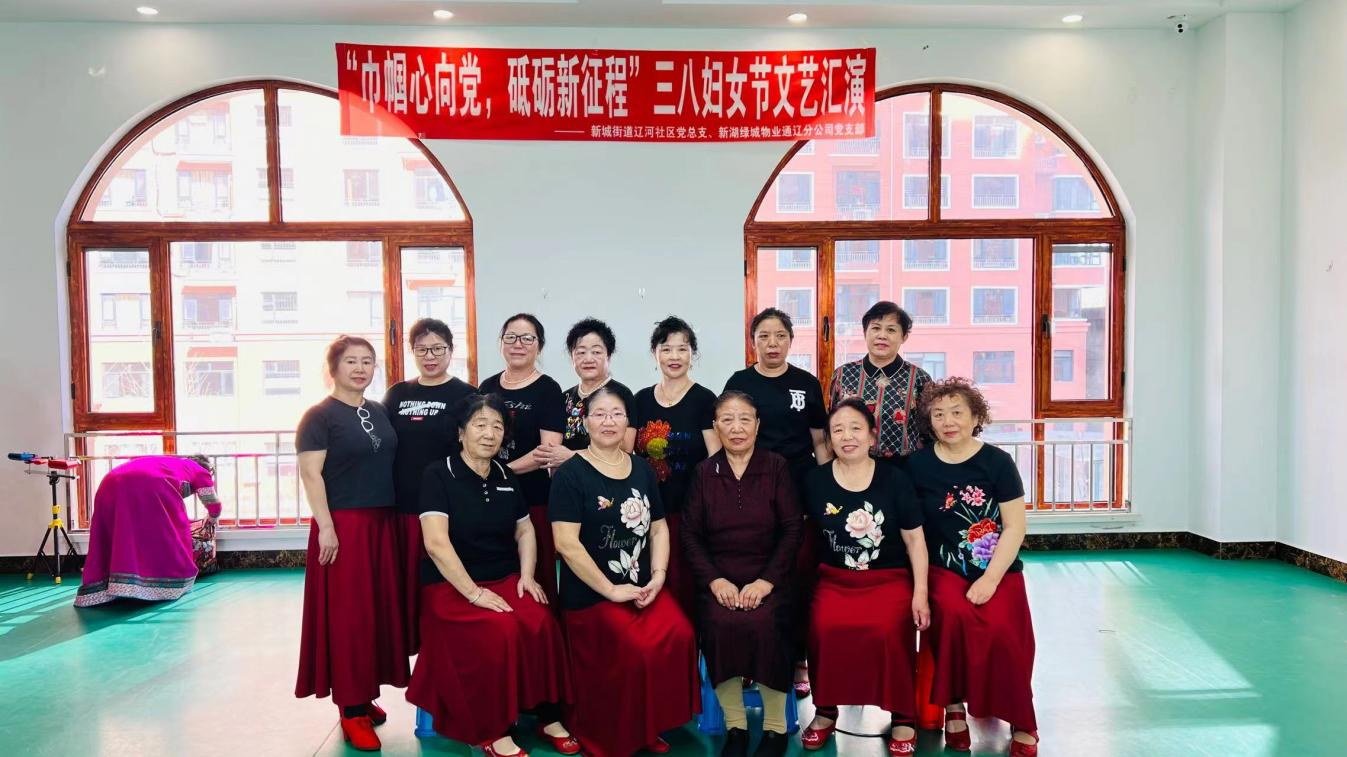 “巾帼心向党，砥砺新征程”三八妇女节文艺汇演
—— 新城街道辽河社区党总支、新湖绿城物业通辽分公司党支部
NOTHING DOWN
NOTHING UP
Flower
Flower